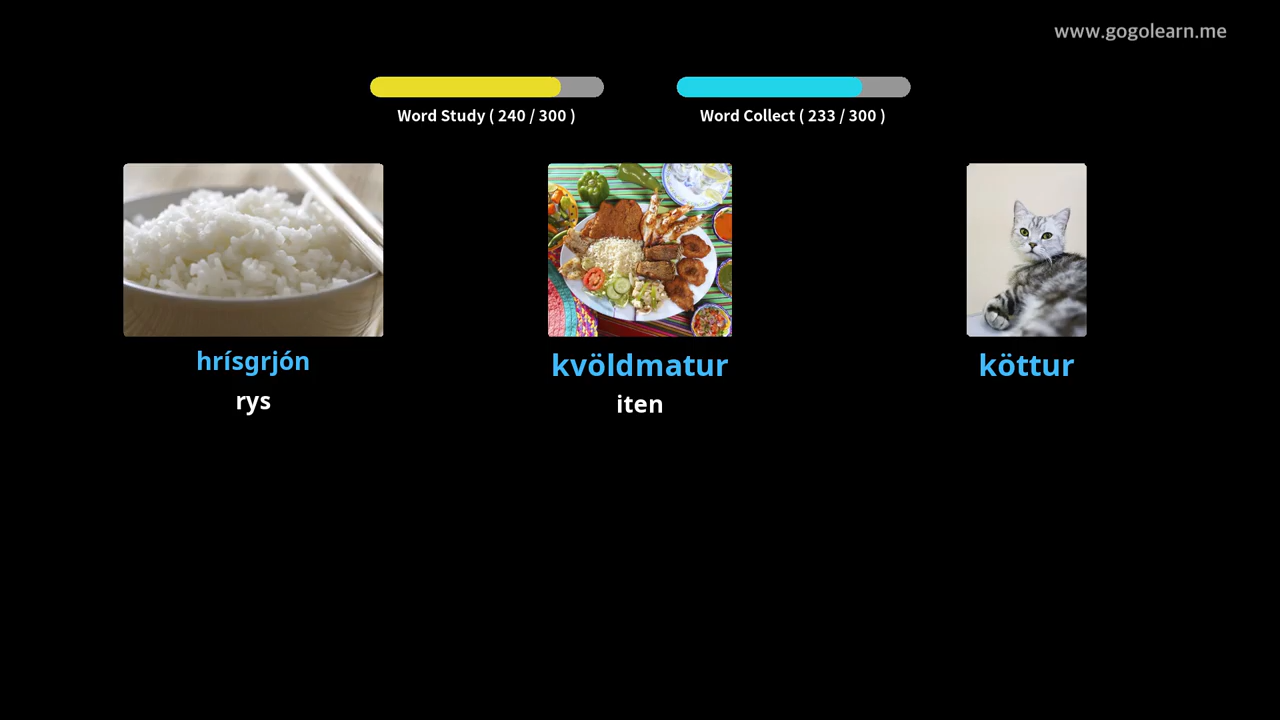 www.gogolearn.me
Word Study ( 240 / 300 )
Word Collect ( 233 / 300 )
hrísgrjón
kvöldmatur
köttur
rys
iten